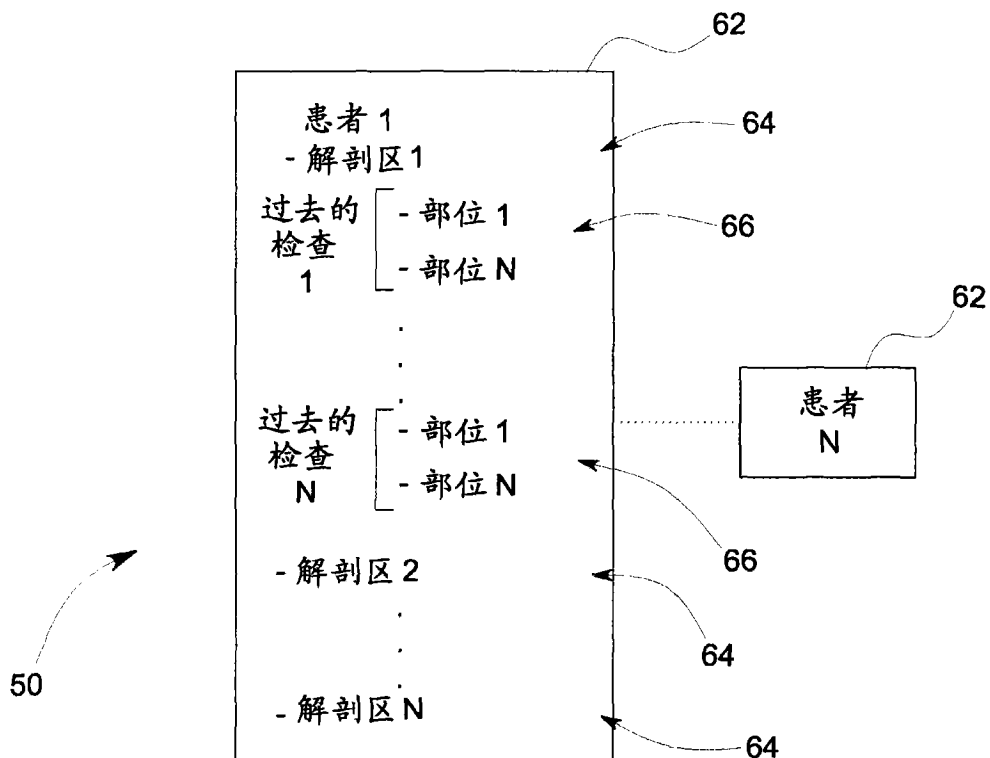 62
患者 1
- 解剖区 1
64
过去的
检查
1
- 部位 1
- 部位 N
66
62
患者
N
过去的
检查
N
- 部位 1
- 部位 N
66
- 解剖区 2
64
50
- 解剖区 N
64